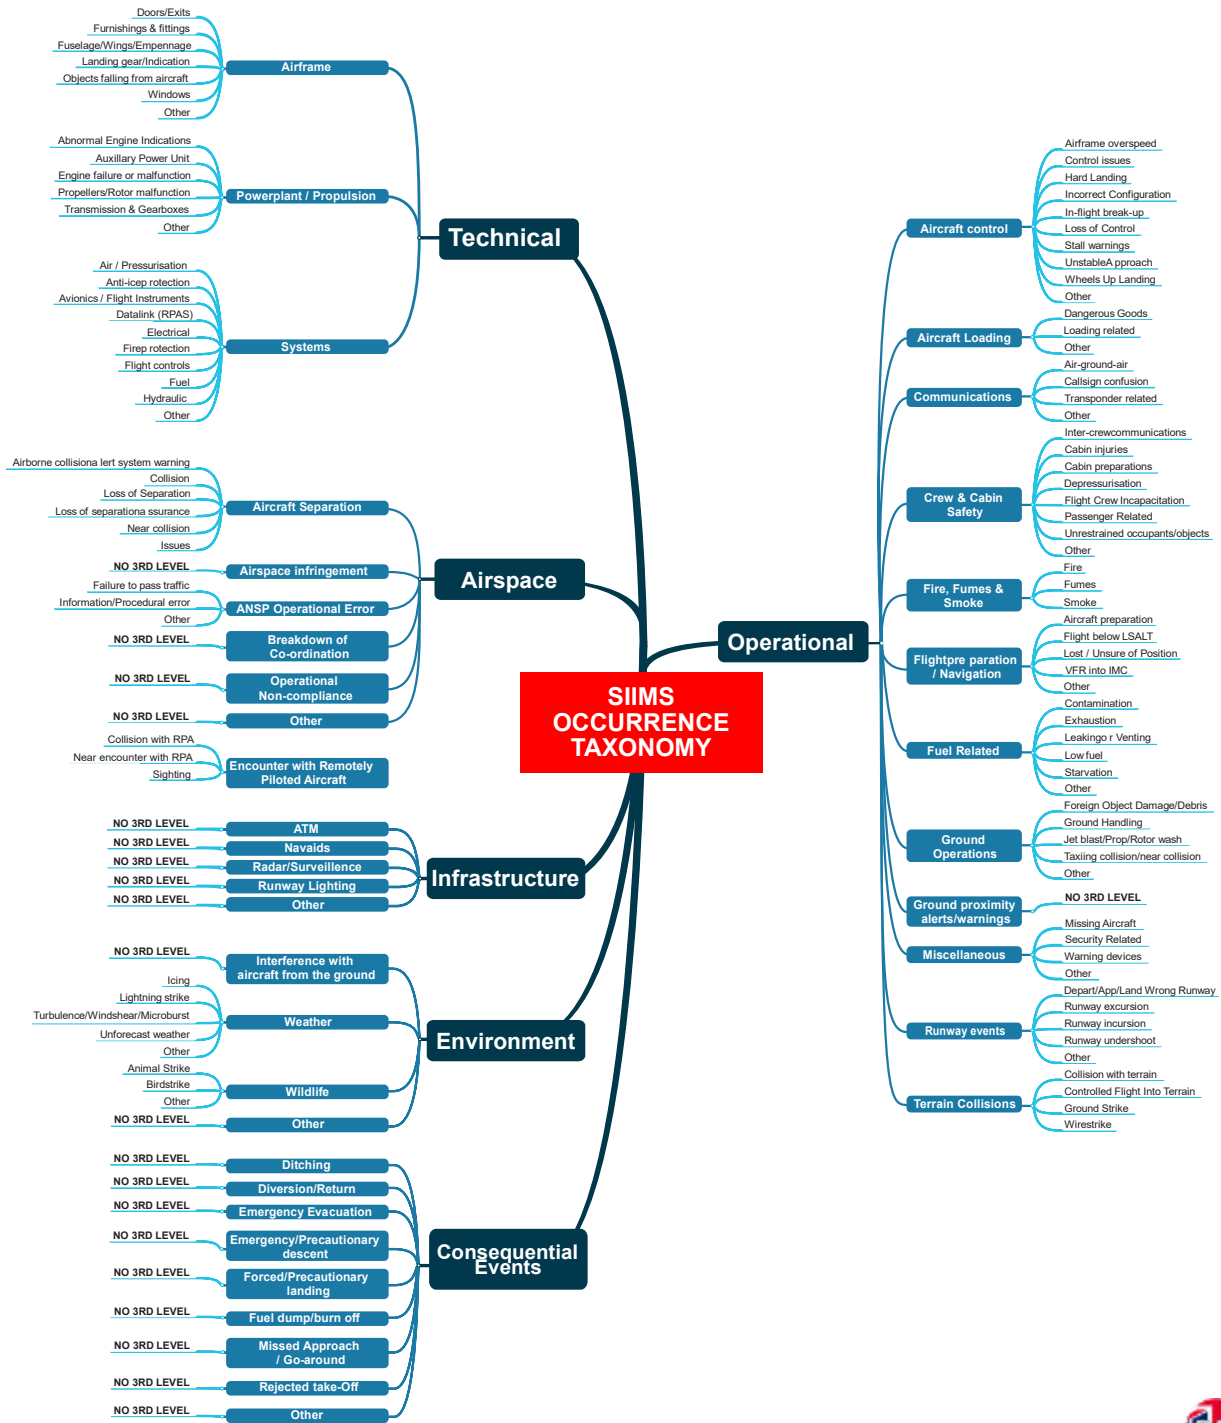 Doors/Exits
Furnishings & fittings
Fuselage/Wings/Empennage
Landing gear/Indication
Objects falling from aircraft
Windows
Other
Airframe
Abnormal Engine Indications
Auxillary Power Unit
Engine failure or malfunction
Propellers/Rotor malfunction
Transmission & Gearboxes
Other
Powerplant / Propulsion
Air / Pressurisation
Anti-icep rotection
Avionics / Flight Instruments
Datalink (RPAS)
Electrical
Firep rotection
Flight controls
Fuel
Hydraulic
Other
Systems
Technical
Airborne collisiona lert system warning
Collision
Loss of Separation
Loss of separationa ssurance
Near collision
Issues
Aircraft Separation
NO 3RD LEVEL
Airspace infringement
Failure to pass traffic
Information/Procedural error
Other
ANSP Operational Error
NO 3RD LEVEL
Breakdown of
Co-ordination
NO 3RD LEVEL
Operational
Non-compliance
NO 3RD LEVEL
Other
Collision with RPA
Near encounter with RPA
Sighting
Encounter with Remotely
Piloted Aircraft
Airspace
SIIMS
OCCURRENCE
TAXONOMY
NO 3RD LEVEL
ATM
NO 3RD LEVEL
Navaids
NO 3RD LEVEL
Radar/Surveillence
NO 3RD LEVEL
Runway Lighting
NO 3RD LEVEL
Other
Infrastructure
NO 3RD LEVEL
Interference with
aircraft from the ground
Icing
Lightning strike
Turbulence/Windshear/Microburst
Unforecast weather
Other
Weather
Animal Strike
Birdstrike
Other
Wildlife
NO 3RD LEVEL
Other
Environment
NO 3RD LEVEL
Ditching
NO 3RD LEVEL
Diversion/Return
NO 3RD LEVEL
Emergency Evacuation
NO 3RD LEVEL
Emergency/Precautionary
descent
NO 3RD LEVEL
Forced/Precautionary
landing
NO 3RD LEVEL
Fuel dump/burn off
NO 3RD LEVEL
Missed Approach
/ Go-around
NO 3RD LEVEL
Rejected take-Off
NO 3RD LEVEL
Other
Consequential
Events
Operational
Aircraft control
Airframe overspeed
Control issues
Hard Landing
Incorrect Configuration
In-flight break-up
Loss of Control
Stall warnings
UnstableA pproach
Wheels Up Landing
Other
Aircraft Loading
Dangerous Goods
Loading related
Other
Communications
Air-ground-air
Callsign confusion
Transponder related
Other
Crew & Cabin
Safety
Inter-crewcommunications
Cabin injuries
Cabin preparations
Depressurisation
Flight Crew Incapacitation
Passenger Related
Unrestrained occupants/objects
Other
Fire, Fumes &
Smoke
Fire
Fumes
Smoke
Flightpre paration
/ Navigation
Aircraft preparation
Flight below LSALT
Lost / Unsure of Position
VFR into IMC
Other
Fuel Related
Contamination
Exhaustion
Leakingo r Venting
Low fuel
Starvation
Other
Ground
Operations
Foreign Object Damage/Debris
Ground Handling
Jet blast/Prop/Rotor wash
Taxiing collision/near collision
Other
Ground proximity
alerts/warnings
NO 3RD LEVEL
Miscellaneous
Missing Aircraft
Security Related
Warning devices
Other
Runway events
Depart/App/Land Wrong Runway
Runway excursion
Runway incursion
Runway undershoot
Other
Terrain Collisions
Collision with terrain
Controlled Flight Into Terrain
Ground Strike
Wirestrike